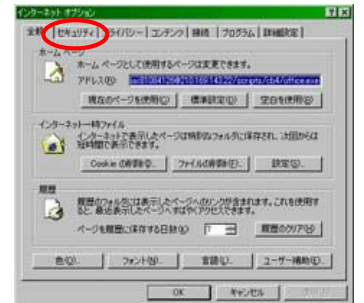 インターネット オプション
全般 セキュリティ プライバシー コンテンツ 接続 プログラム 詳細設定
ホーム ページ
ホーム ページとして使用するページは変更できます。
アドレス(R):
現在のページを使用(C) 標準設定(D) 空白を使用(B)
インターネット一時ファイル
インターネットで表示したページは特別なフォルダに保存され、次回からは
短時間で表示できます。
Cookie の削除(I)... ファイルの削除(F)... 設定(S)...
履歴
履歴のフォルダには表示したページへのリンクが含まれます。これを使用す
ると、最近表示したページへすばやくアクセスできます。
ページを履歴に保存する日数(K) 7 履歴のクリア(H)
色(O)... フォント(N)... 言語(L)... ユーザー補助(E)...
OK キャンセル